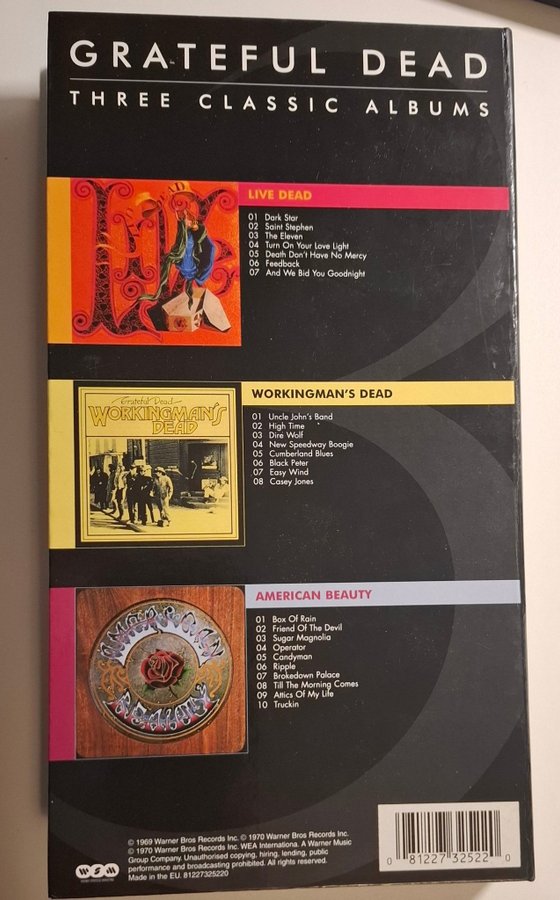 GRATEFUL DEAD
THREE CLASSIC ALBUMS
LIVE DEAD
01 Dark Star
02 Saint Stephen
03 The Eleven
04 Turn On Your Love Light
05 Death Don't Have No Mercy
06 Feedback
07 And We Bid You Goodnight
Grateful Dead
WORKINGMAN'S
DEAD
WORKINGMAN'S DEAD
01 Uncle John's Band
02 High Time
03 Dire Wolf
04 New Speedway Boogie
05 Cumberland Blues
06 Black Peter
07 Easy Wind
08 Casey Jones
AMERICAN
BEAUTY
AMERICAN BEAUTY
01 Box Of Rain
02 Friend Of The Devil
03 Sugar Magnolia
04 Operator
05 Candyman
06 Ripple
07 Brokedown Palace
08 Till The Morning Comes
09 Attics Of My Life
10 Truckin
© 1969 Warner Bros Records Inc. © 1970 Warner Bros Records Inc.
© 1970 Warner Bros Records Inc. WEA Internationa. A Warner Music
Group Company. Unauthorised copying, hiring, lending, public
performance and broadcasting prohibited. All rights reserved.
Made in the EU. 81227325220
WSM
0 81227 32522 0